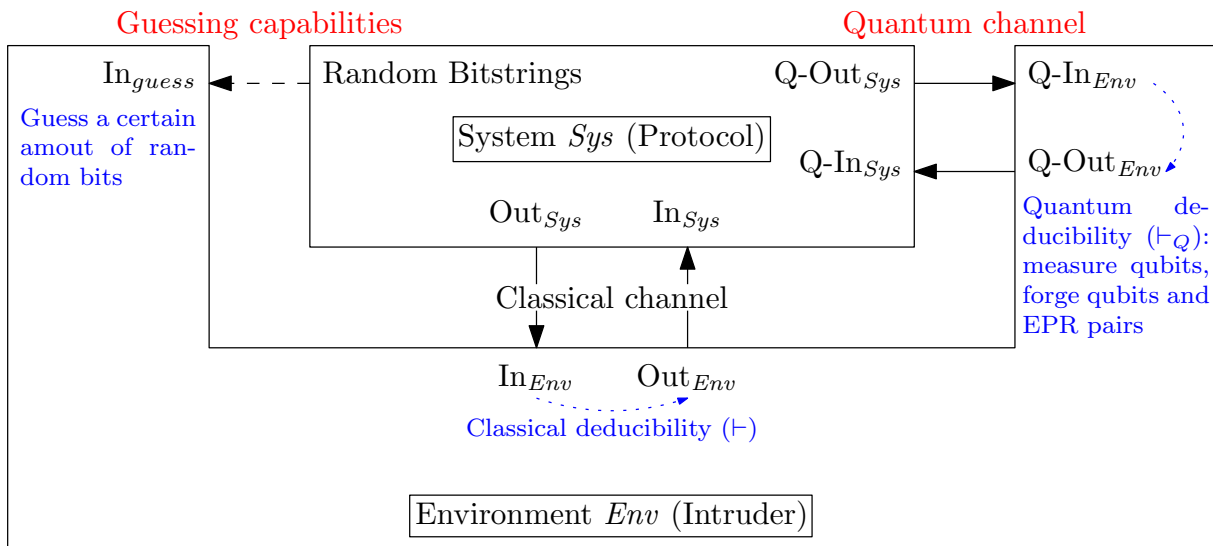 Guessing capabilities
Quantum channel
In_guess
Random Bitstrings
Q-Out_Sys
Q-In_Env
Guess a certain
amout of ran-
dom bits
System Sys (Protocol)
Q-In_Sys
Q-Out_Env
Out_Sys
In_Sys
Quantum de-
ducibility (⊢_Q):
measure qubits,
forge qubits and
EPR pairs
Classical channel
In_Env
Out_Env
Classical deducibility (⊢)
Environment Env (Intruder)